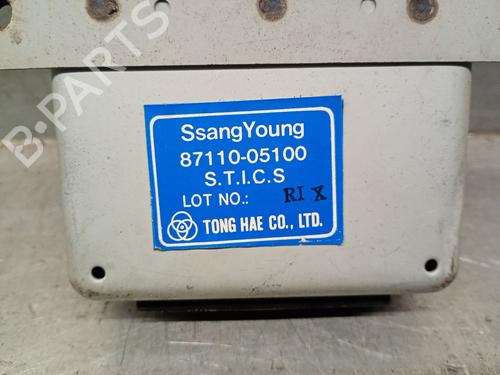 B-PARTS
SsangYoung
87110-05100
S.T.I.C.S
LOT NO.: RI X
TONG HAE CO., LTD.